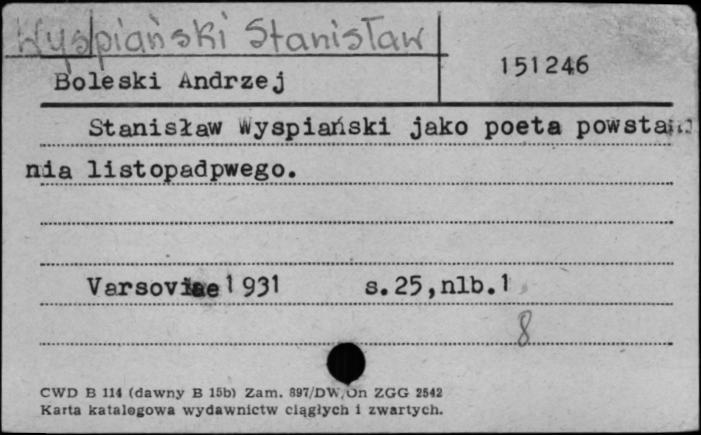 Wyspiański Stanisław
Boleski Andrzej
151246
Stanisław Wyspiański jako poeta powsta
nia listopadpwego.
Varsoviae 1931 s.25,nlb.1
8
CWD B 114 (dawny B 15b) Zam. 897/DW/On ZGG 2542
Karta katalogowa wydawnictw ciągłych i zwartych.